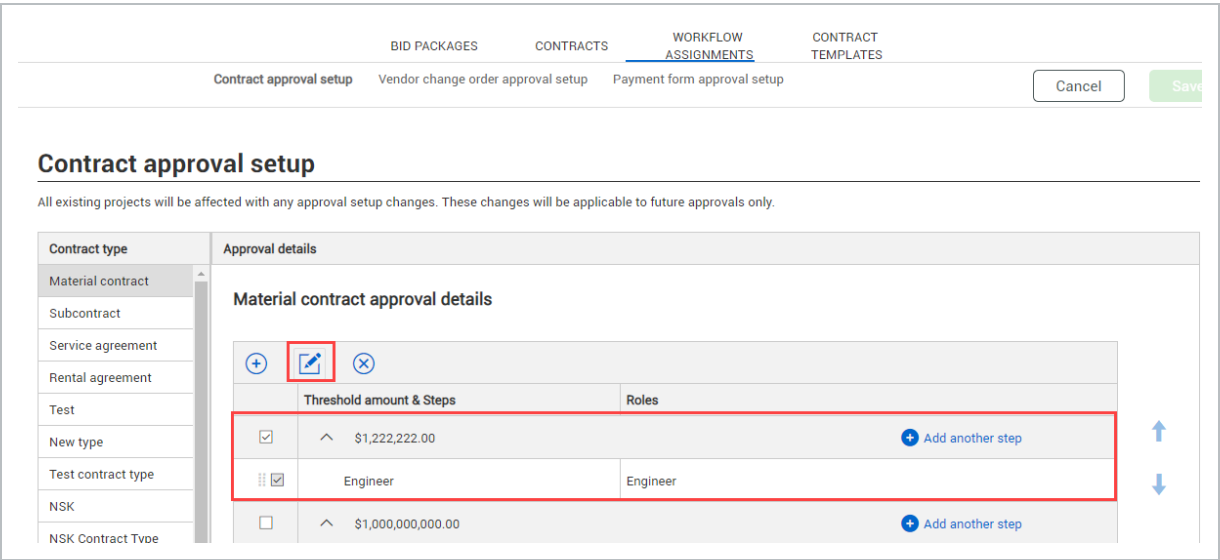 BID PACKAGES
CONTRACTS
WORKFLOW
ASSIGNMENTS
CONTRACT
TEMPLATES
Contract approval setup
Vendor change order approval setup
Payment form approval setup
Cancel
Save
Contract approval setup
All existing projects will be affected with any approval setup changes. These changes will be applicable to future approvals only.
Contract type
Approval details
Material contract
Subcontract
Service agreement
Rental agreement
Test
New type
Test contract type
NSK
NSK Contract Type
Material contract approval details
Threshold amount & Steps
Roles
$1,222,222.00
Add another step
Engineer
Engineer
$1,000,000,000.00
Add another step